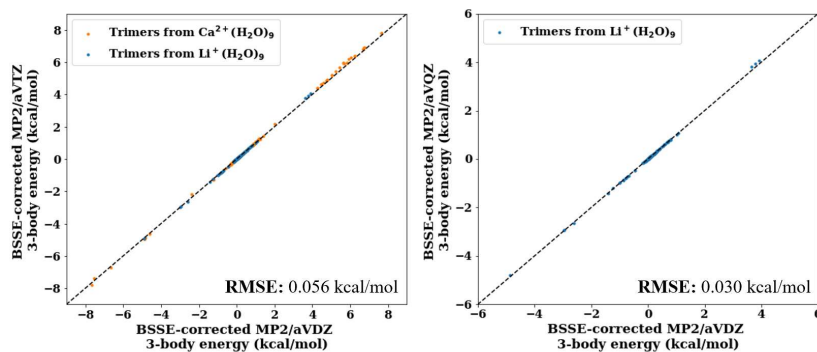 BSSE-corrected MP2/aVTZ
3-body energy (kcal/mol)
8
6
4
2
0
−2
−4
−6
−8
Trimers from Ca²⁺(H₂O)₉
Trimers from Li⁺(H₂O)₉
RMSE: 0.056 kcal/mol
−8 −6 −4 −2 0 2 4 6 8
BSSE-corrected MP2/aVDZ
3-body energy (kcal/mol)
BSSE-corrected MP2/aVQZ
3-body energy (kcal/mol)
6
4
2
0
−2
−4
−6
Trimers from Li⁺(H₂O)₉
RMSE: 0.030 kcal/mol
−6 −4 −2 0 2 4 6
BSSE-corrected MP2/aVDZ
3-body energy (kcal/mol)